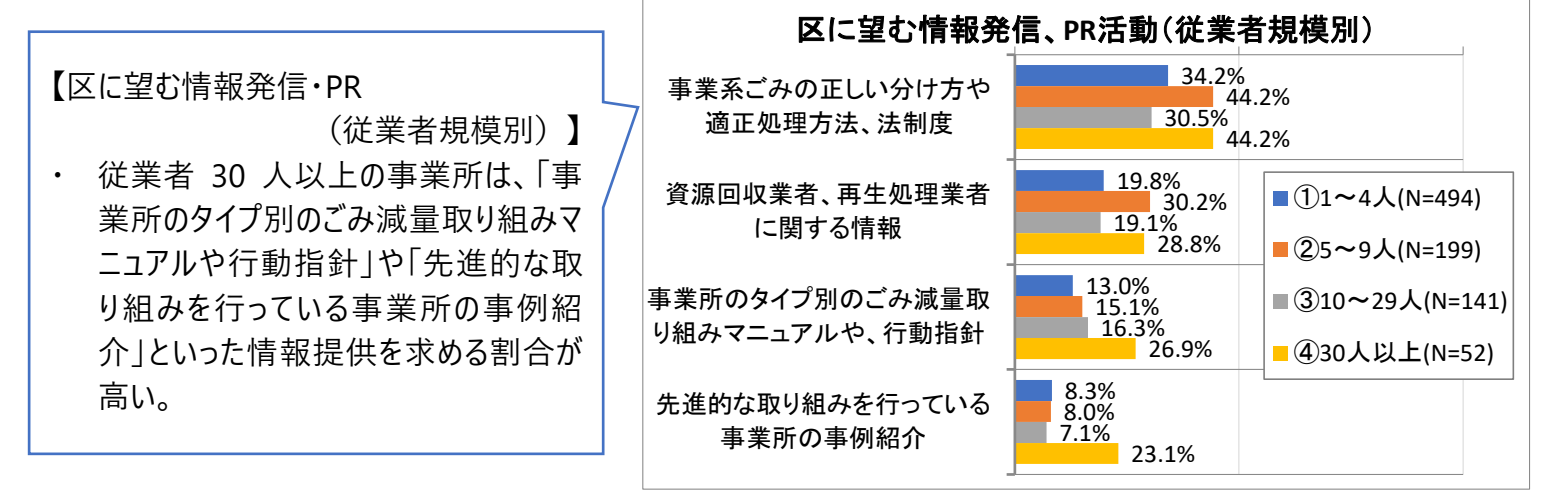 【区に望む情報発信・PR
（従業者規模別）】
・ 従業者 30 人以上の事業所は、「事
業所のタイプ別のごみ減量取り組みマ
ニュアルや行動指針」や「先進的な取
り組みを行っている事業所の事例紹
介」といった情報提供を求める割合が
高い。
区に望む情報発信、PR活動（従業者規模別）
事業系ごみの正しい分け方や
適正処理方法、法制度
34.2%
44.2%
30.5%
44.2%
資源回収業者、再生処理業者
に関する情報
19.8%
30.2%
19.1%
28.8%
事業所のタイプ別のごみ減量取
り組みマニュアルや、行動指針
13.0%
15.1%
16.3%
26.9%
先進的な取り組みを行っている
事業所の事例紹介
8.3%
8.0%
7.1%
23.1%
①1～4人(N=494)
②5～9人(N=199)
③10～29人(N=141)
④30人以上(N=52)